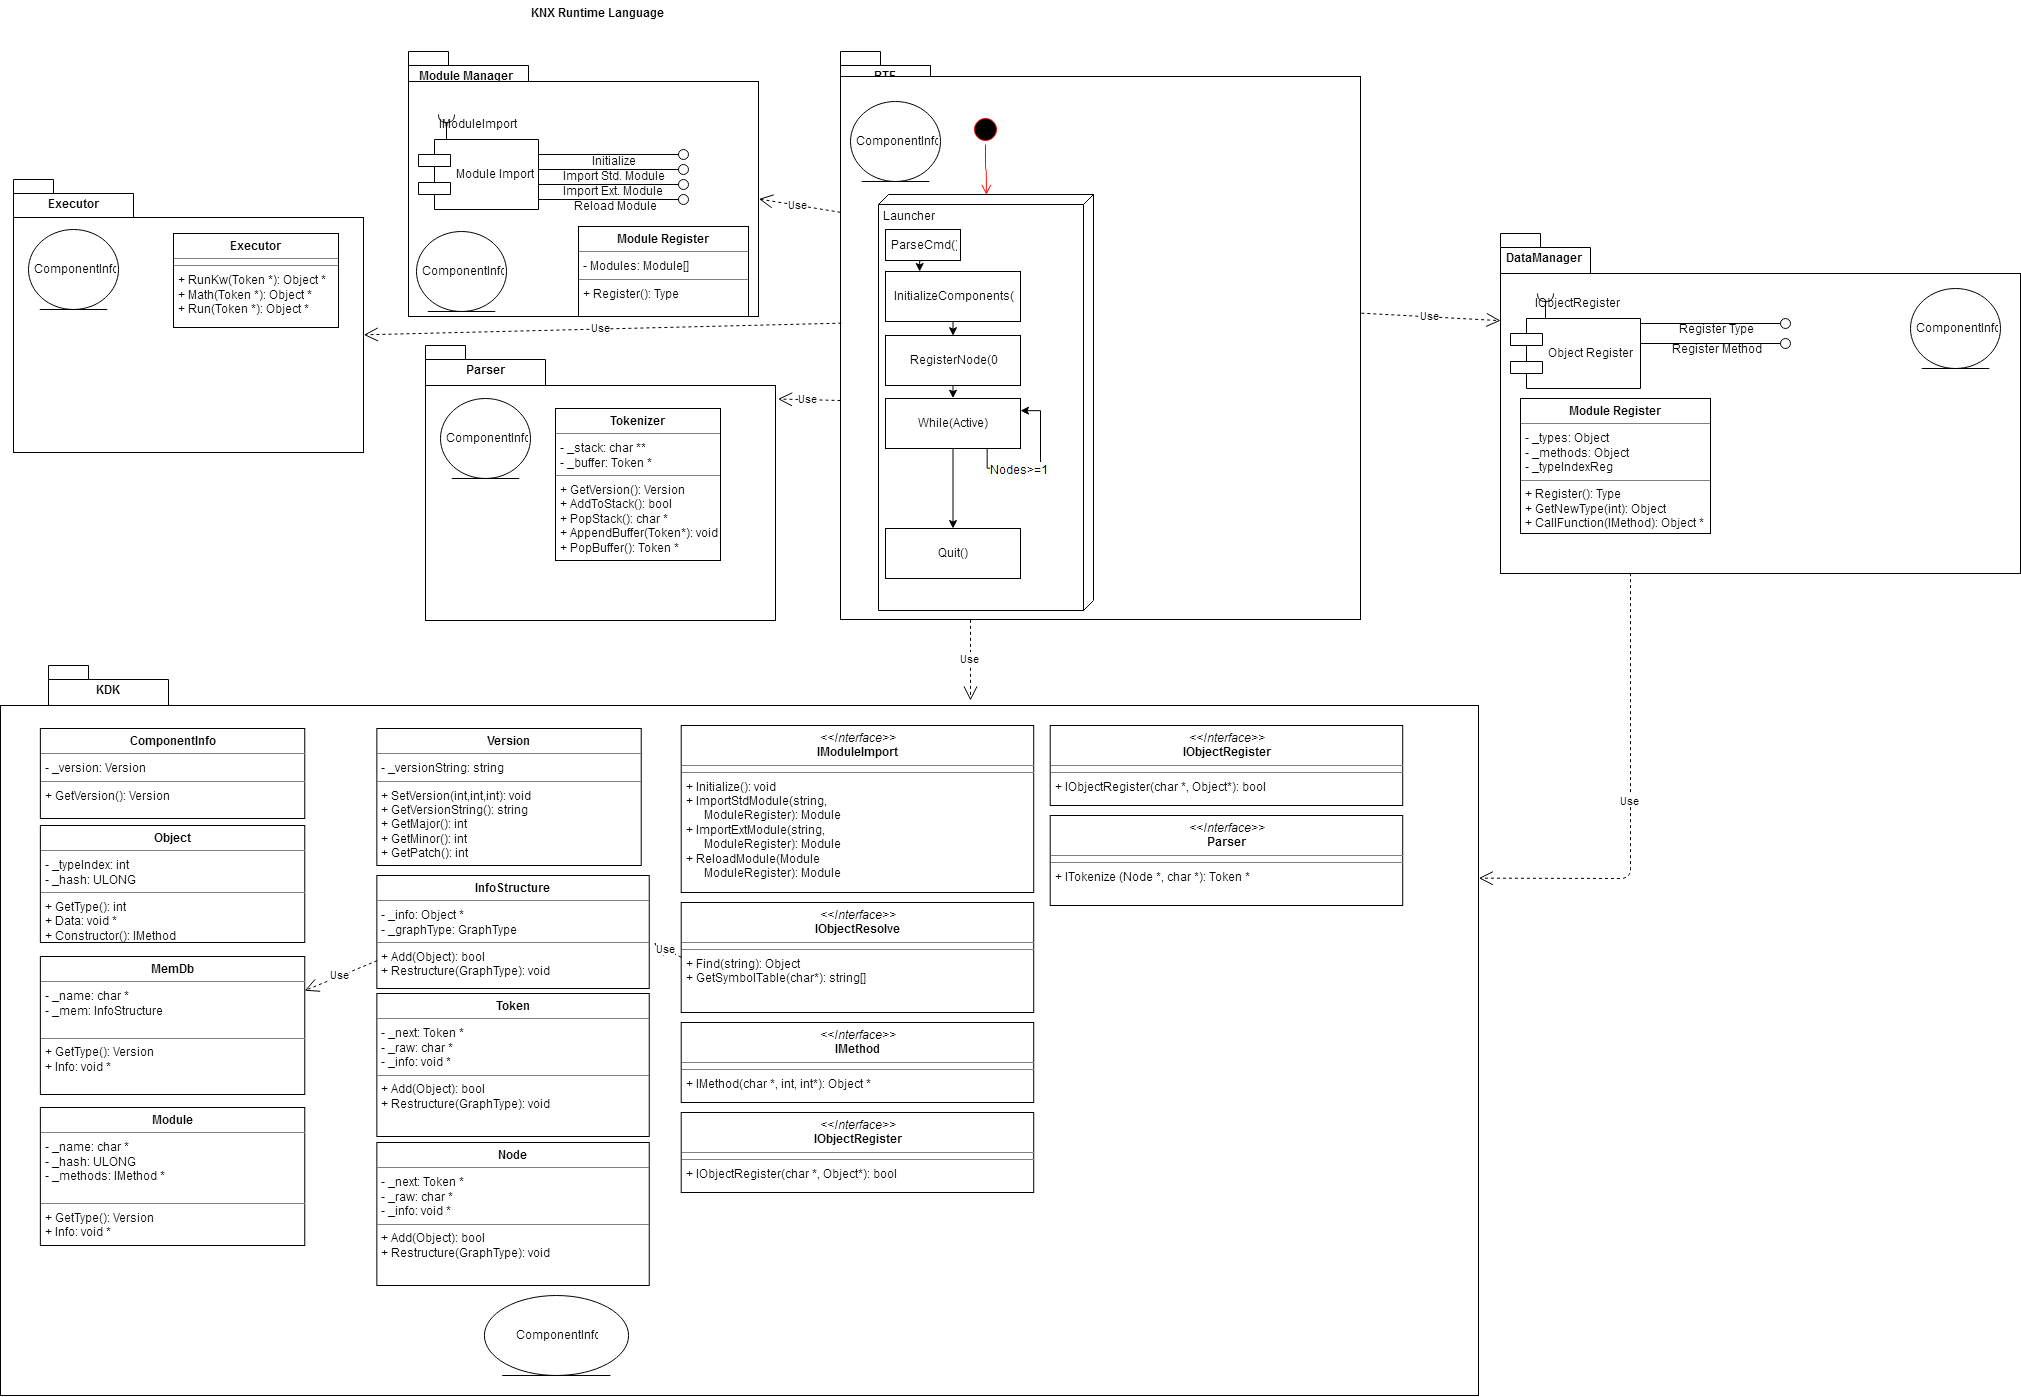 KNX Runtime Language
Module Manager
IModuleImport
Module Import
Initialize
Import Std. Module
Import Ext. Module
Reload Module
ComponentInfo
Module Register
- Modules: Module[]
+ Register(): Type
Executor
ComponentInfo
Executor
+ RunKw(Token *): Object *
+ Math(Token *): Object *
+ Run(Token *): Object *
Parser
ComponentInfo
Tokenizer
- _stack: char **
- _buffer: Token *
+ GetVersion(): Version
+ AddToStack(): bool
+ PopStack(): char *
+ AppendBuffer(Token*): void
+ PopBuffer(): Token *
Use
Use
Use
ComponentInfo
Launcher
ParseCmd()
InitializeComponents(
RegisterNode(0
While(Active)
Nodes>=1
Quit()
Use
Use
DataManager
IObjectRegister
Object Register
Register Type
Register Method
ComponentInfo
Module Register
- _types: Object
- _methods: Object
- _typeIndexReg
+ Register(): Type
+ GetNewType(int): Object
+ CallFunction(IMethod): Object *
Use
KDK
ComponentInfo
- _version: Version
+ GetVersion(): Version
Object
- _typeIndex: int
- _hash: ULONG
+ GetType(): int
+ Data: void *
+ Constructor(): IMethod
MemDb
- _name: char *
- _mem: InfoStructure
+ GetType(): Version
+ Info: void *
Module
- _name: char *
- _hash: ULONG
- _methods: IMethod *
+ GetType(): Version
+ Info: void *
Use
Version
- _versionString: string
+ SetVersion(int,int,int): void
+ GetVersionString(): string
+ GetMajor(): int
+ GetMinor(): int
+ GetPatch(): int
InfoStructure
- _info: Object *
- _graphType: GraphType
+ Add(Object): bool
+ Restructure(GraphType): void
Use
Token
- _next: Token *
- _raw: char *
- _info: void *
+ Add(Object): bool
+ Restructure(GraphType): void
Node
- _next: Token *
- _raw: char *
- _info: void *
+ Add(Object): bool
+ Restructure(GraphType): void
ComponentInfo
<<Interface>>
IModuleImport
+ Initialize(): void
+ ImportStdModule(string,
ModuleRegister): Module
+ ImportExtModule(string,
ModuleRegister): Module
+ ReloadModule(Module
ModuleRegister): Module
<<Interface>>
IObjectResolve
+ Find(string): Object
+ GetSymbolTable(char*): string[]
<<Interface>>
IMethod
+ IMethod(char *, int, int*): Object *
<<Interface>>
IObjectRegister
+ IObjectRegister(char *, Object*): bool
<<Interface>>
IObjectRegister
+ IObjectRegister(char *, Object*): bool
<<Interface>>
Parser
+ ITokenize (Node *, char *): Token *